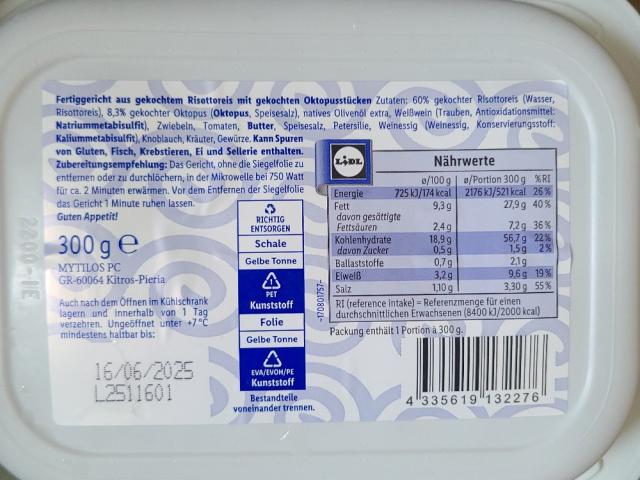 Fertiggericht aus gekochtem Risottoreis mit gekochten Oktopusstücken Zutaten: 60% gekochter Risottoreis (Wasser,
Risottoreis), 8,3% gekochter Oktopus (Oktopus, Speisesalz), natives Olivenöl extra, Weißwein (Trauben, Antioxidationsmittel:
Natriummetabisulfit), Zwiebeln, Tomaten, Butter, Speisesalz, Petersilie, Weinessig (Weinessig, Konservierungsstoff:
Kaliummetabisulfit), Knoblauch, Kräuter, Gewürze. Kann Spuren
von Gluten, Fisch, Krebstieren, Ei und Sellerie enthalten.
Zubereitungsempfehlung: Das Gericht, ohne die Siegelfolie zu
entfernen oder zu durchlöchern, in der Mikrowelle bei 750 Watt
für ca. 2 Minuten erwärmen. Vor dem Entfernen der Siegelfolie
das Gericht 1 Minute ruhen lassen.
Guten Appetit!
300 g e
MYTILOS PC
GR-60064 Kitros-Pieria
Auch nach dem Öffnen im Kühlschrank
lagern und innerhalb von 1 Tag
verzehren. Ungeöffnet unter +7°C
mindestens haltbar bis:
16/06/2025
L2511601
RICHTIG
ENTSORGEN
Schale
Gelbe Tonne
1
PET
Kunststoff
Folie
Gelbe Tonne
7
EVA/EVOH/PE
Kunststoff
Bestandteile
voneinander trennen.
-170801757-
LIDL
Nährwerte
ø/100 g ø/Portion 300 g %RI
Energie 725 kJ/174 kcal 2176 kJ/521 kcal 26%
Fett 9,3 g 27,9 g 40%
davon gesättigte
Fettsäuren 2,4 g 7,2 g 36%
Kohlenhydrate 18,9 g 56,7 g 22%
davon Zucker 0,5 g 1,5 g 2%
Ballaststoffe 0,7 g 2,1 g
Eiweiß 3,2 g 9,6 g 19%
Salz 1,10 g 3,30 g 55%
RI (reference intake) = Referenzmenge für einen
durchschnittlichen Erwachsenen (8400 kJ/2000 kcal)
Packung enthält 1 Portion à 300 g.
4 335619 132276